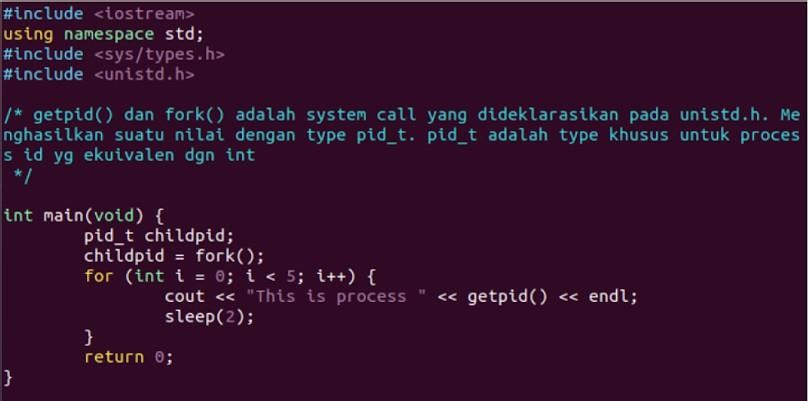 #include <iostream>
using namespace std;
#include <sys/types.h>
#include <unistd.h>

/* getpid() dan fork() adalah system call yang dideklarasikan pada unistd.h. Me
nghasilkan suatu nilai dengan type pid_t. pid_t adalah type khusus untuk proces
s id yg ekuivalen dgn int
 */

int main(void) {
        pid_t childpid;
        childpid = fork();
        for (int i = 0; i < 5; i++) {
                cout << "This is process " << getpid() << endl;
                sleep(2);
        }
        return 0;
}